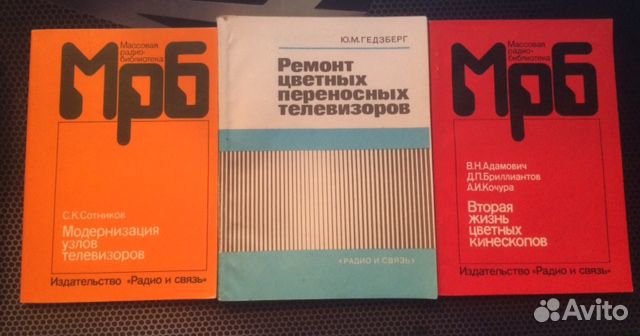 Массовая
радио-
библиотека
Мрб
С.К.Сотников
Модернизация
узлов
телевизоров
Издательство «Радио и связь»
Ю.М.ГЕДЗБЕРГ
Ремонт
цветных
переносных
телевизоров
«РАДИО И СВЯЗЬ»
Массовая
радио-
библиотека
Мрб
В.Н.Адамович
Д.П.Бриллиантов
А.И.Кочура
Вторая
жизнь
цветных
кинескопов
Издательство «Радио и связь»
Avito